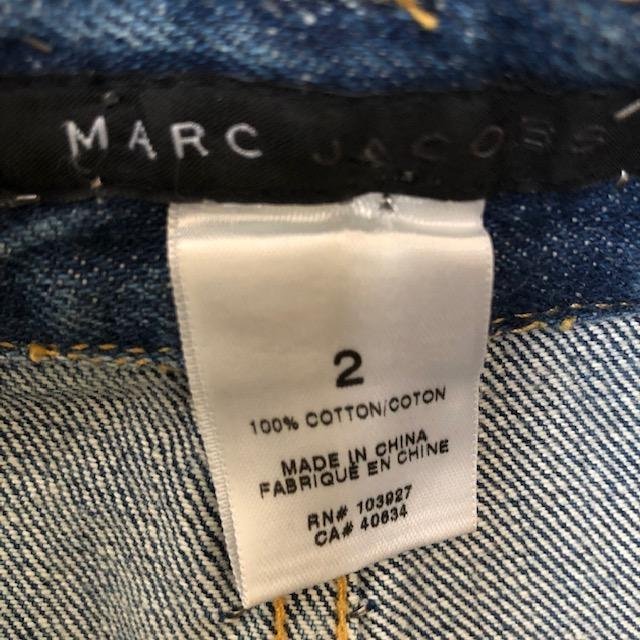 MARC JACOBS
2
100% COTTON/COTON
MADE IN CHINA
FABRIQUE EN CHINE
RN# 103927
CA# 40634